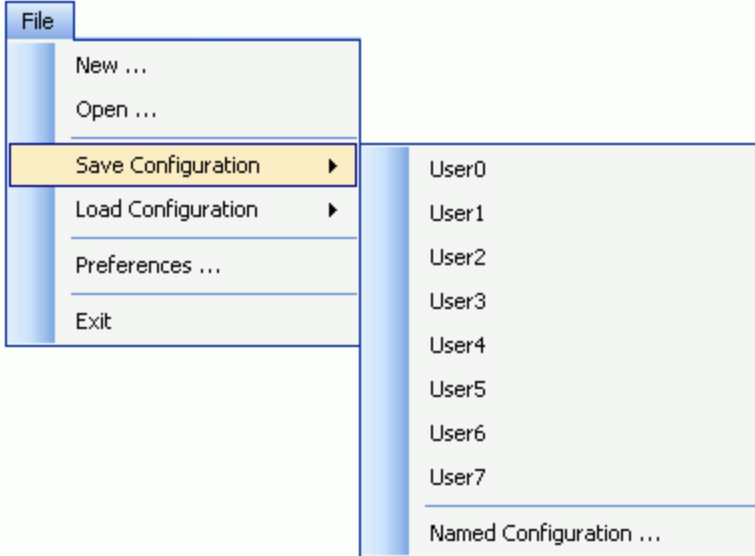 File
New ...
Open ...
Save Configuration
Load Configuration
Preferences ...
Exit
User0
User1
User2
User3
User4
User5
User6
User7
Named Configuration ...